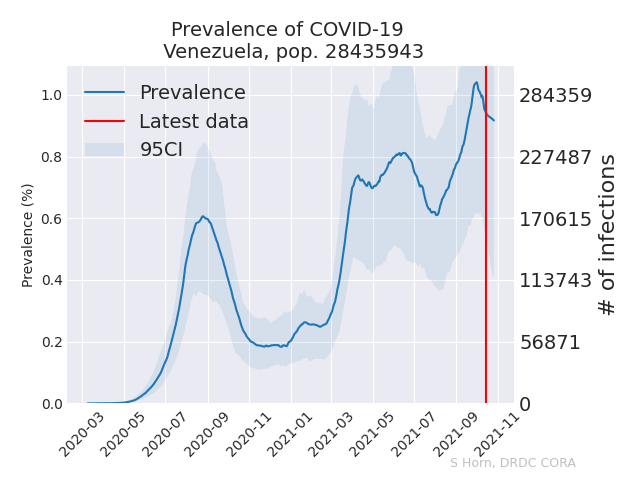 Prevalence of COVID-19
Venezuela, pop. 28435943
Prevalence
Latest data
95CI
Prevalence (%)
1.0
0.8
0.6
0.4
0.2
0.0
284359
227487
170615
113743
56871
0
# of infections
2020-03
2020-05
2020-07
2020-09
2020-11
2021-01
2021-03
2021-05
2021-07
2021-09
2021-11
S Horn, DRDC CORA